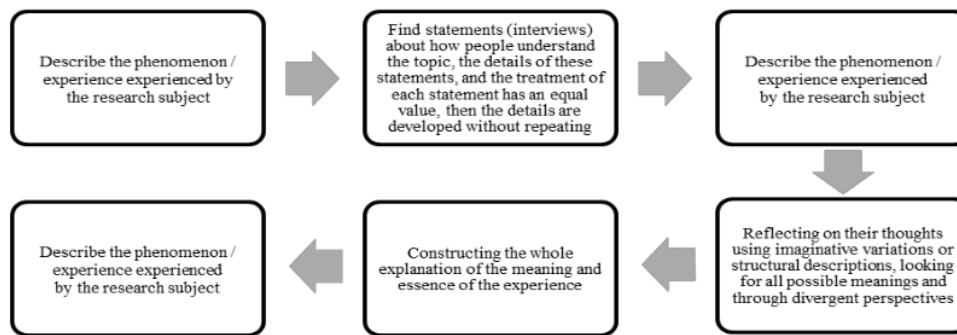 Describe the phenomenon /
experience experienced by
the research subject
Find statements (interviews)
about how people understand
the topic, the details of these
statements, and the treatment of
each statement has an equal
value, then the details are
developed without repeating
Describe the phenomenon /
experience experienced
by the research subject
Reflecting on their thoughts
using imaginative variations or
structural descriptions, looking
for all possible meanings and
through divergent perspectives
Constructing the whole
explanation of the meaning and
essence of the experience
Describe the phenomenon /
experience experienced
by the research subject